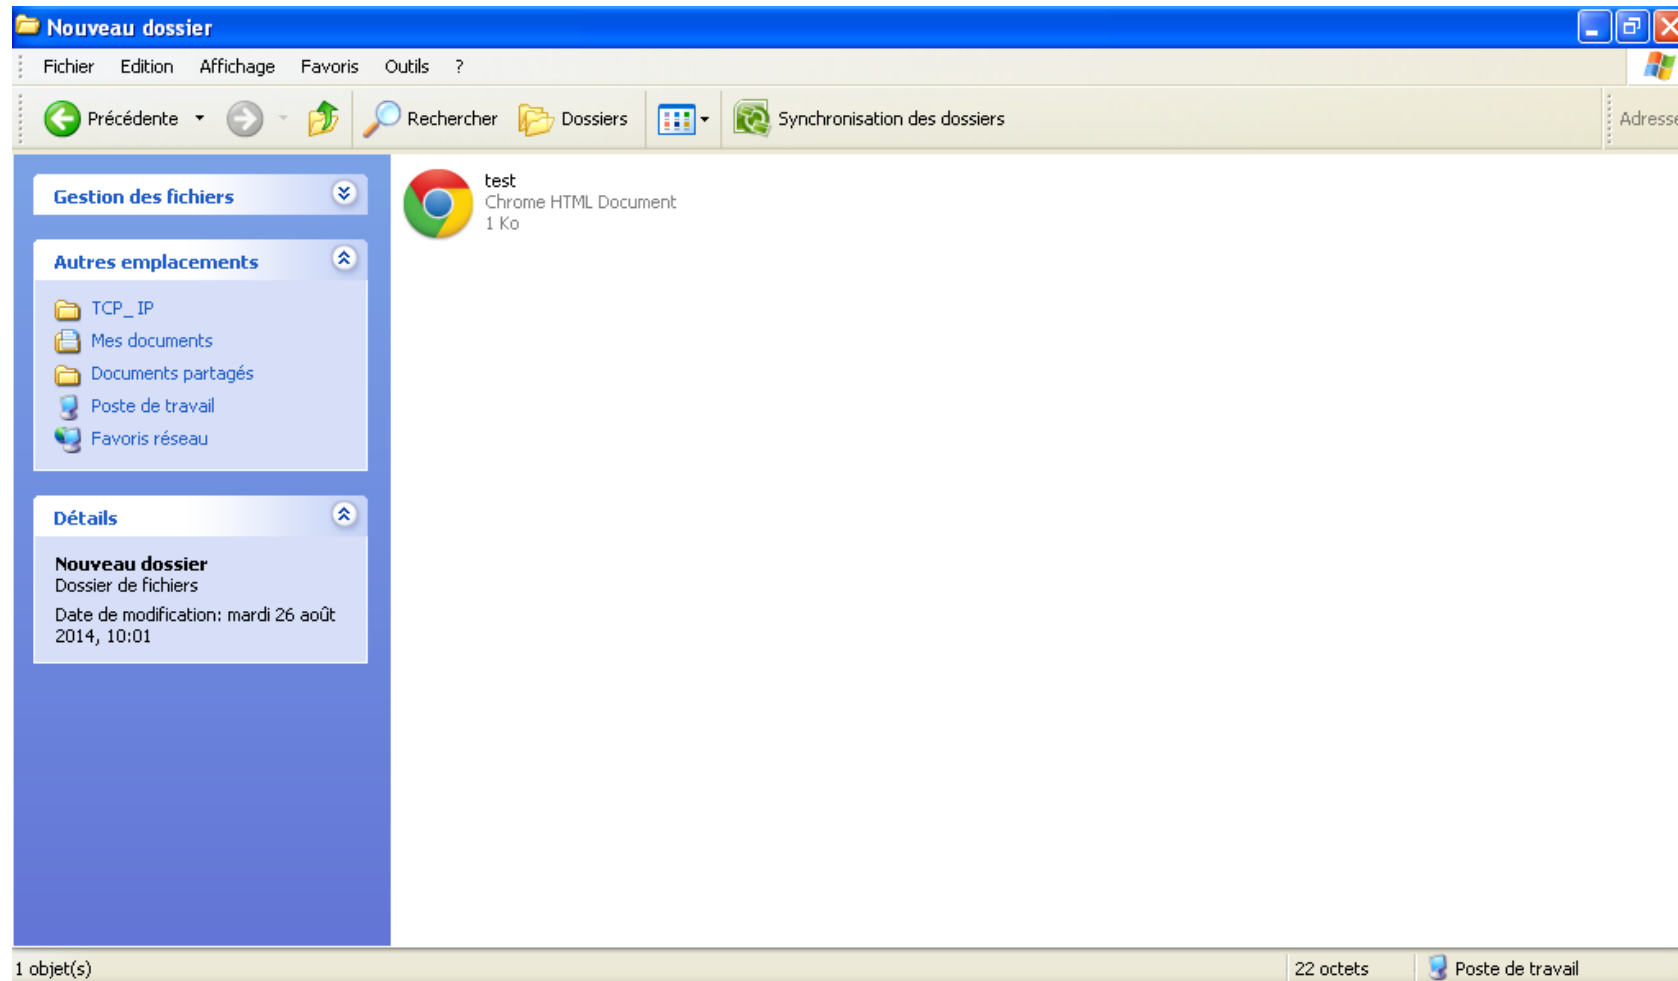 Nouveau dossier
Fichier Edition Affichage Favoris Outils ?
Précédente Rechercher Dossiers Synchronisation des dossiers Adresse
Gestion des fichiers
Autres emplacements
TCP_ IP
Mes documents
Documents partagés
Poste de travail
Favoris réseau
Détails
Nouveau dossier
Dossier de fichiers
Date de modification: mardi 26 août
2014, 10:01
test
Chrome HTML Document
1 Ko
1 objet(s) 22 octets Poste de travail